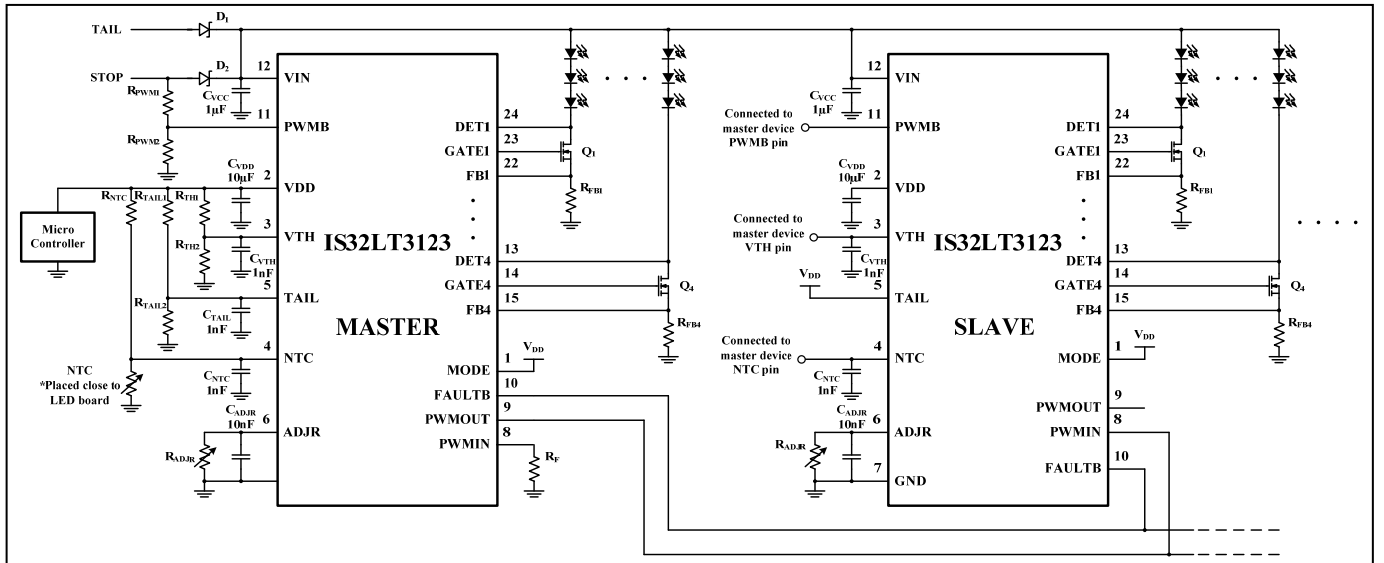 TAIL
D1
STOP
D2
12
VIN
CVCC
1μF
RPWM1
11
PWMB
RPWM2
24
DET1
23
GATE1
Q1
22
FB1
RFB1
CVDD
10μF
2
VDD
RNTC
RTAIL1
RTH1
3
VTH
RTH2
CVTH
1nF
Micro
Controller
IS32LT3123
13
DET4
14
GATE4
Q4
15
FB4
RFB4
5
TAIL
RTAIL2
CTAIL
1nF
MASTER
4
NTC
CNTC
1nF
NTC
*Placed close to
LED board
1
MODE
VDD
10
FAULTB
9
PWMOUT
8
PWMIN
RF
CADJR
10nF
6
ADJR
RADJR
12
VIN
CVCC
1μF
Connected to
master device
PWMB pin
11
PWMB
24
DET1
23
GATE1
Q1
22
FB1
RFB1
CVDD
10μF
2
VDD
Connected to
master device
VTH pin
3
VTH
CVTH
1nF
IS32LT3123
13
DET4
14
GATE4
Q4
15
FB4
RFB4
VDD
5
TAIL
SLAVE
Connected to
master device
NTC pin
4
NTC
CNTC
1nF
1
MODE
VDD
9
PWMOUT
8
PWMIN
10
FAULTB
CADJR
10nF
6
ADJR
RADJR
7
GND